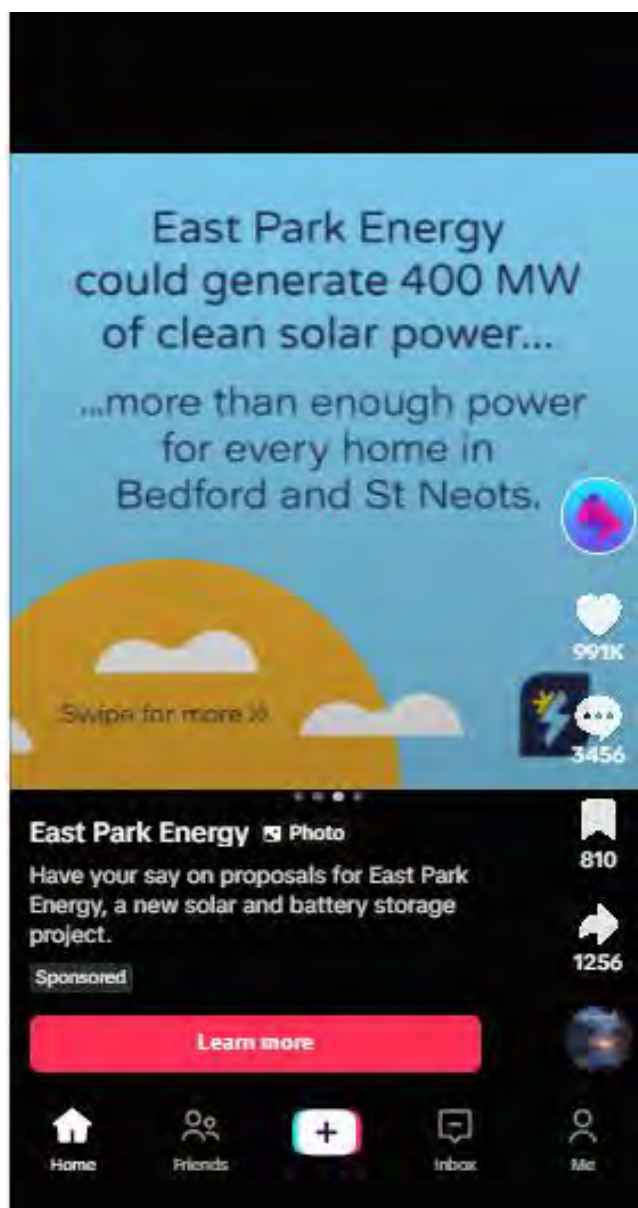 East Park Energy
could generate 400 MW
of clean solar power...
...more than enough power
for every home in
Bedford and St Neots.
Swipe for more »
991K
3456
810
1256
East Park Energy Photo
Have your say on proposals for East Park
Energy, a new solar and battery storage
project.
Sponsored
Learn more
Home
Friends
Inbox
Me